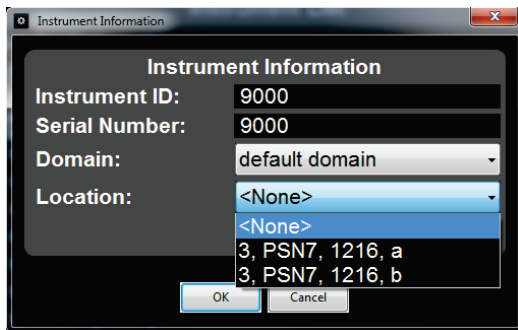 Instrument Information
Instrument Information
Instrument ID: 9000
Serial Number: 9000
Domain: default domain
Location: <None>
<None>
3, PSN7, 1216, a
3, PSN7, 1216, b
OK Cancel